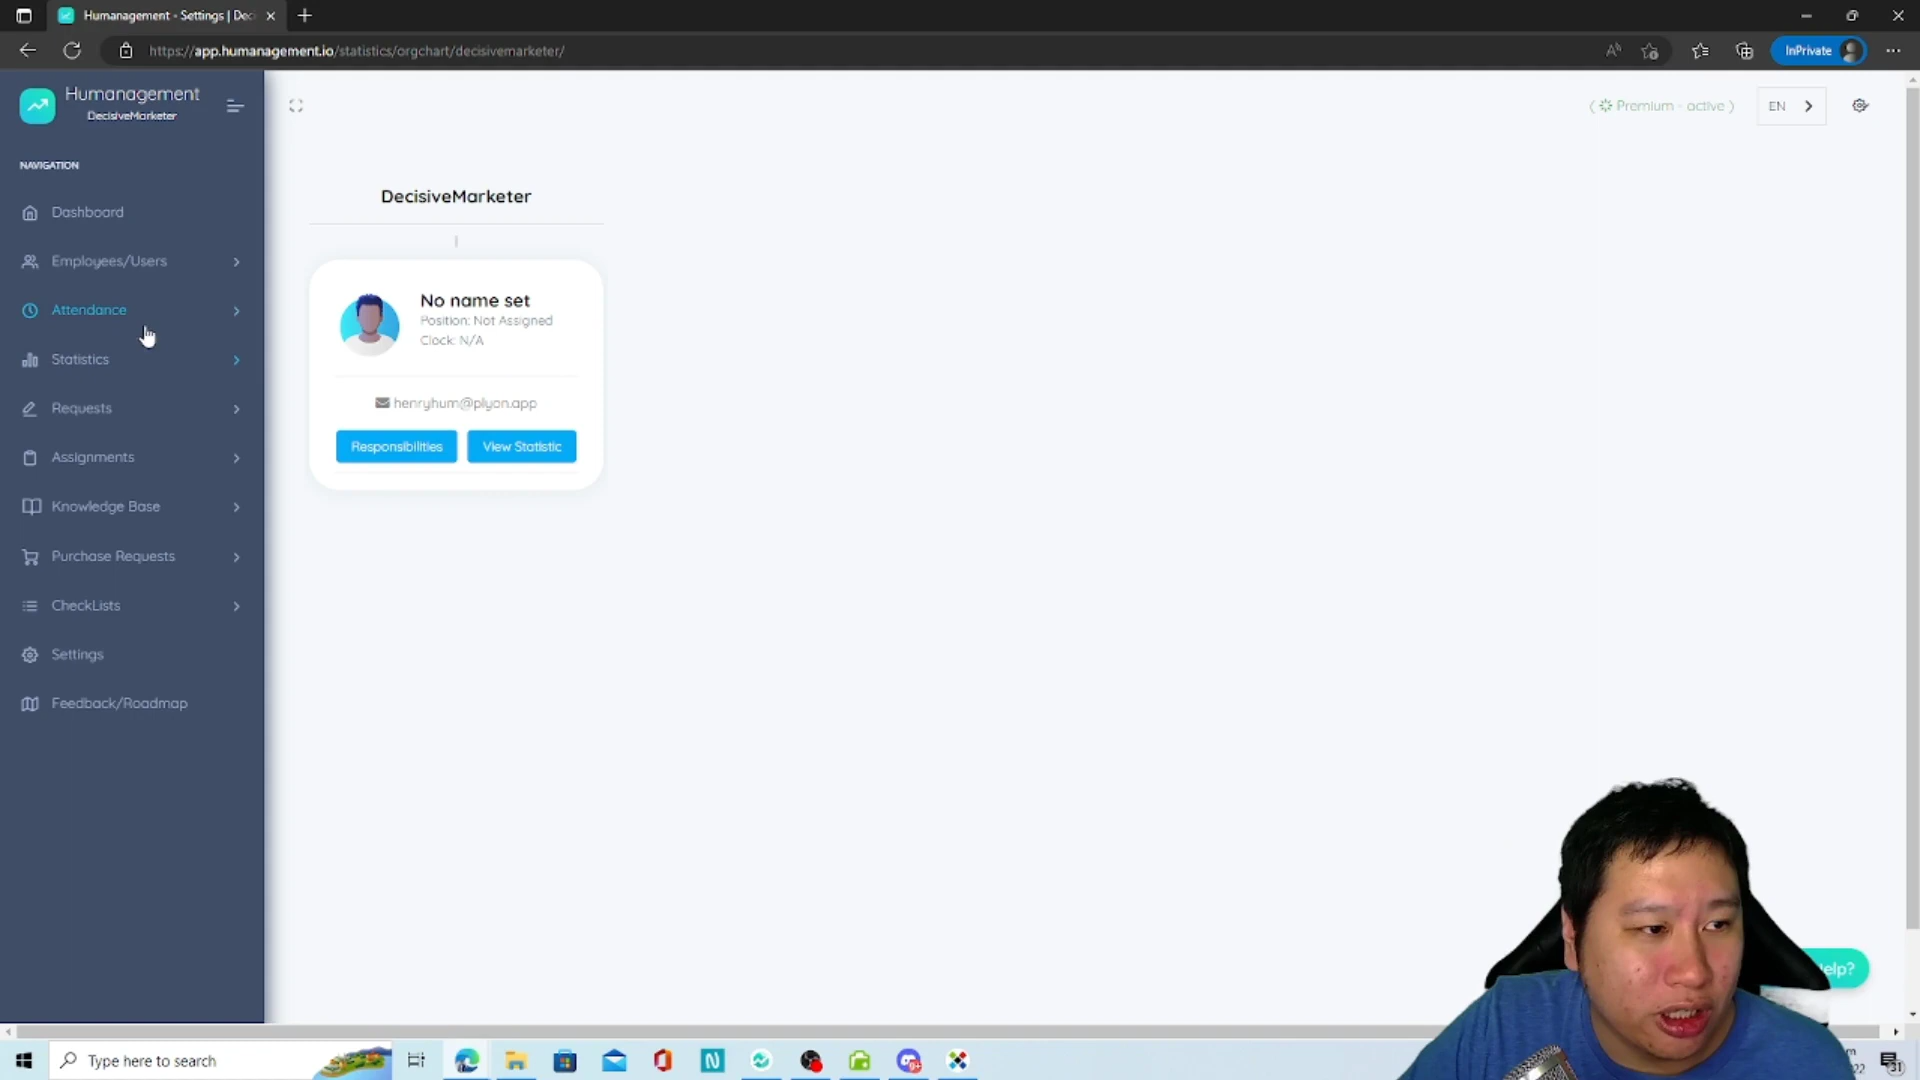 Humanagement - Settings | Dec
https://app.humanagement.io/statistics/orgchart/decisivemarketer/
InPrivate
Humanagement
DecisiveMarketer
( Premium - active )
EN
NAVIGATION
Dashboard
Employees/Users
Attendance
Statistics
Requests
Assignments
Knowledge Base
Purchase Requests
CheckLists
Settings
Feedback/Roadmap
DecisiveMarketer
No name set
Position: Not Assigned
Clock: N/A
henryhum@plyon.app
Responsibilities
View Statistic
Type here to search
31